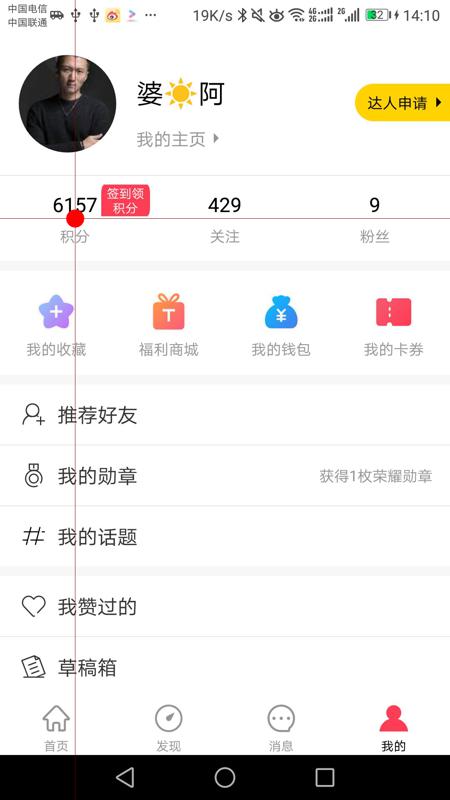 中国电信
中国联通
19K/s 4G 2G 2G 32 14:10
婆☀️阿
达人申请
我的主页
6157
签到领
积分
429
9
积分
关注
粉丝
我的收藏
福利商城
我的钱包
我的卡券
推荐好友
我的勋章
获得1枚荣耀勋章
我的话题
我赞过的
草稿箱
首页
发现
消息
我的